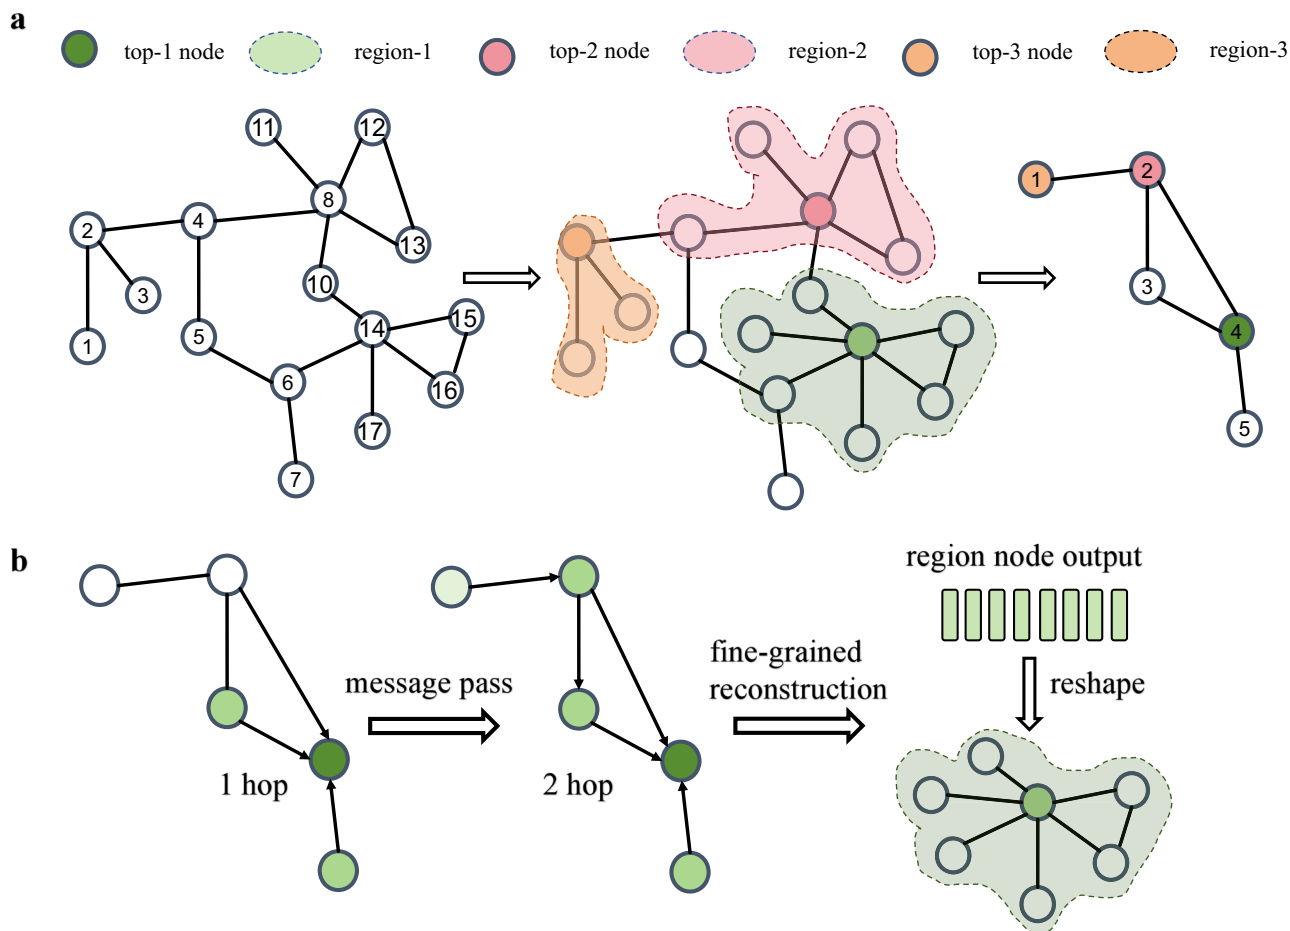 a
top-1 node region-1 top-2 node region-2 top-3 node region-3
11 12
8
2 4 13
3 10
1 5 14 15
6 16
17
7
1 2
3
4
5
b
region node output
message pass
fine-grained
reconstruction
reshape
1 hop
2 hop